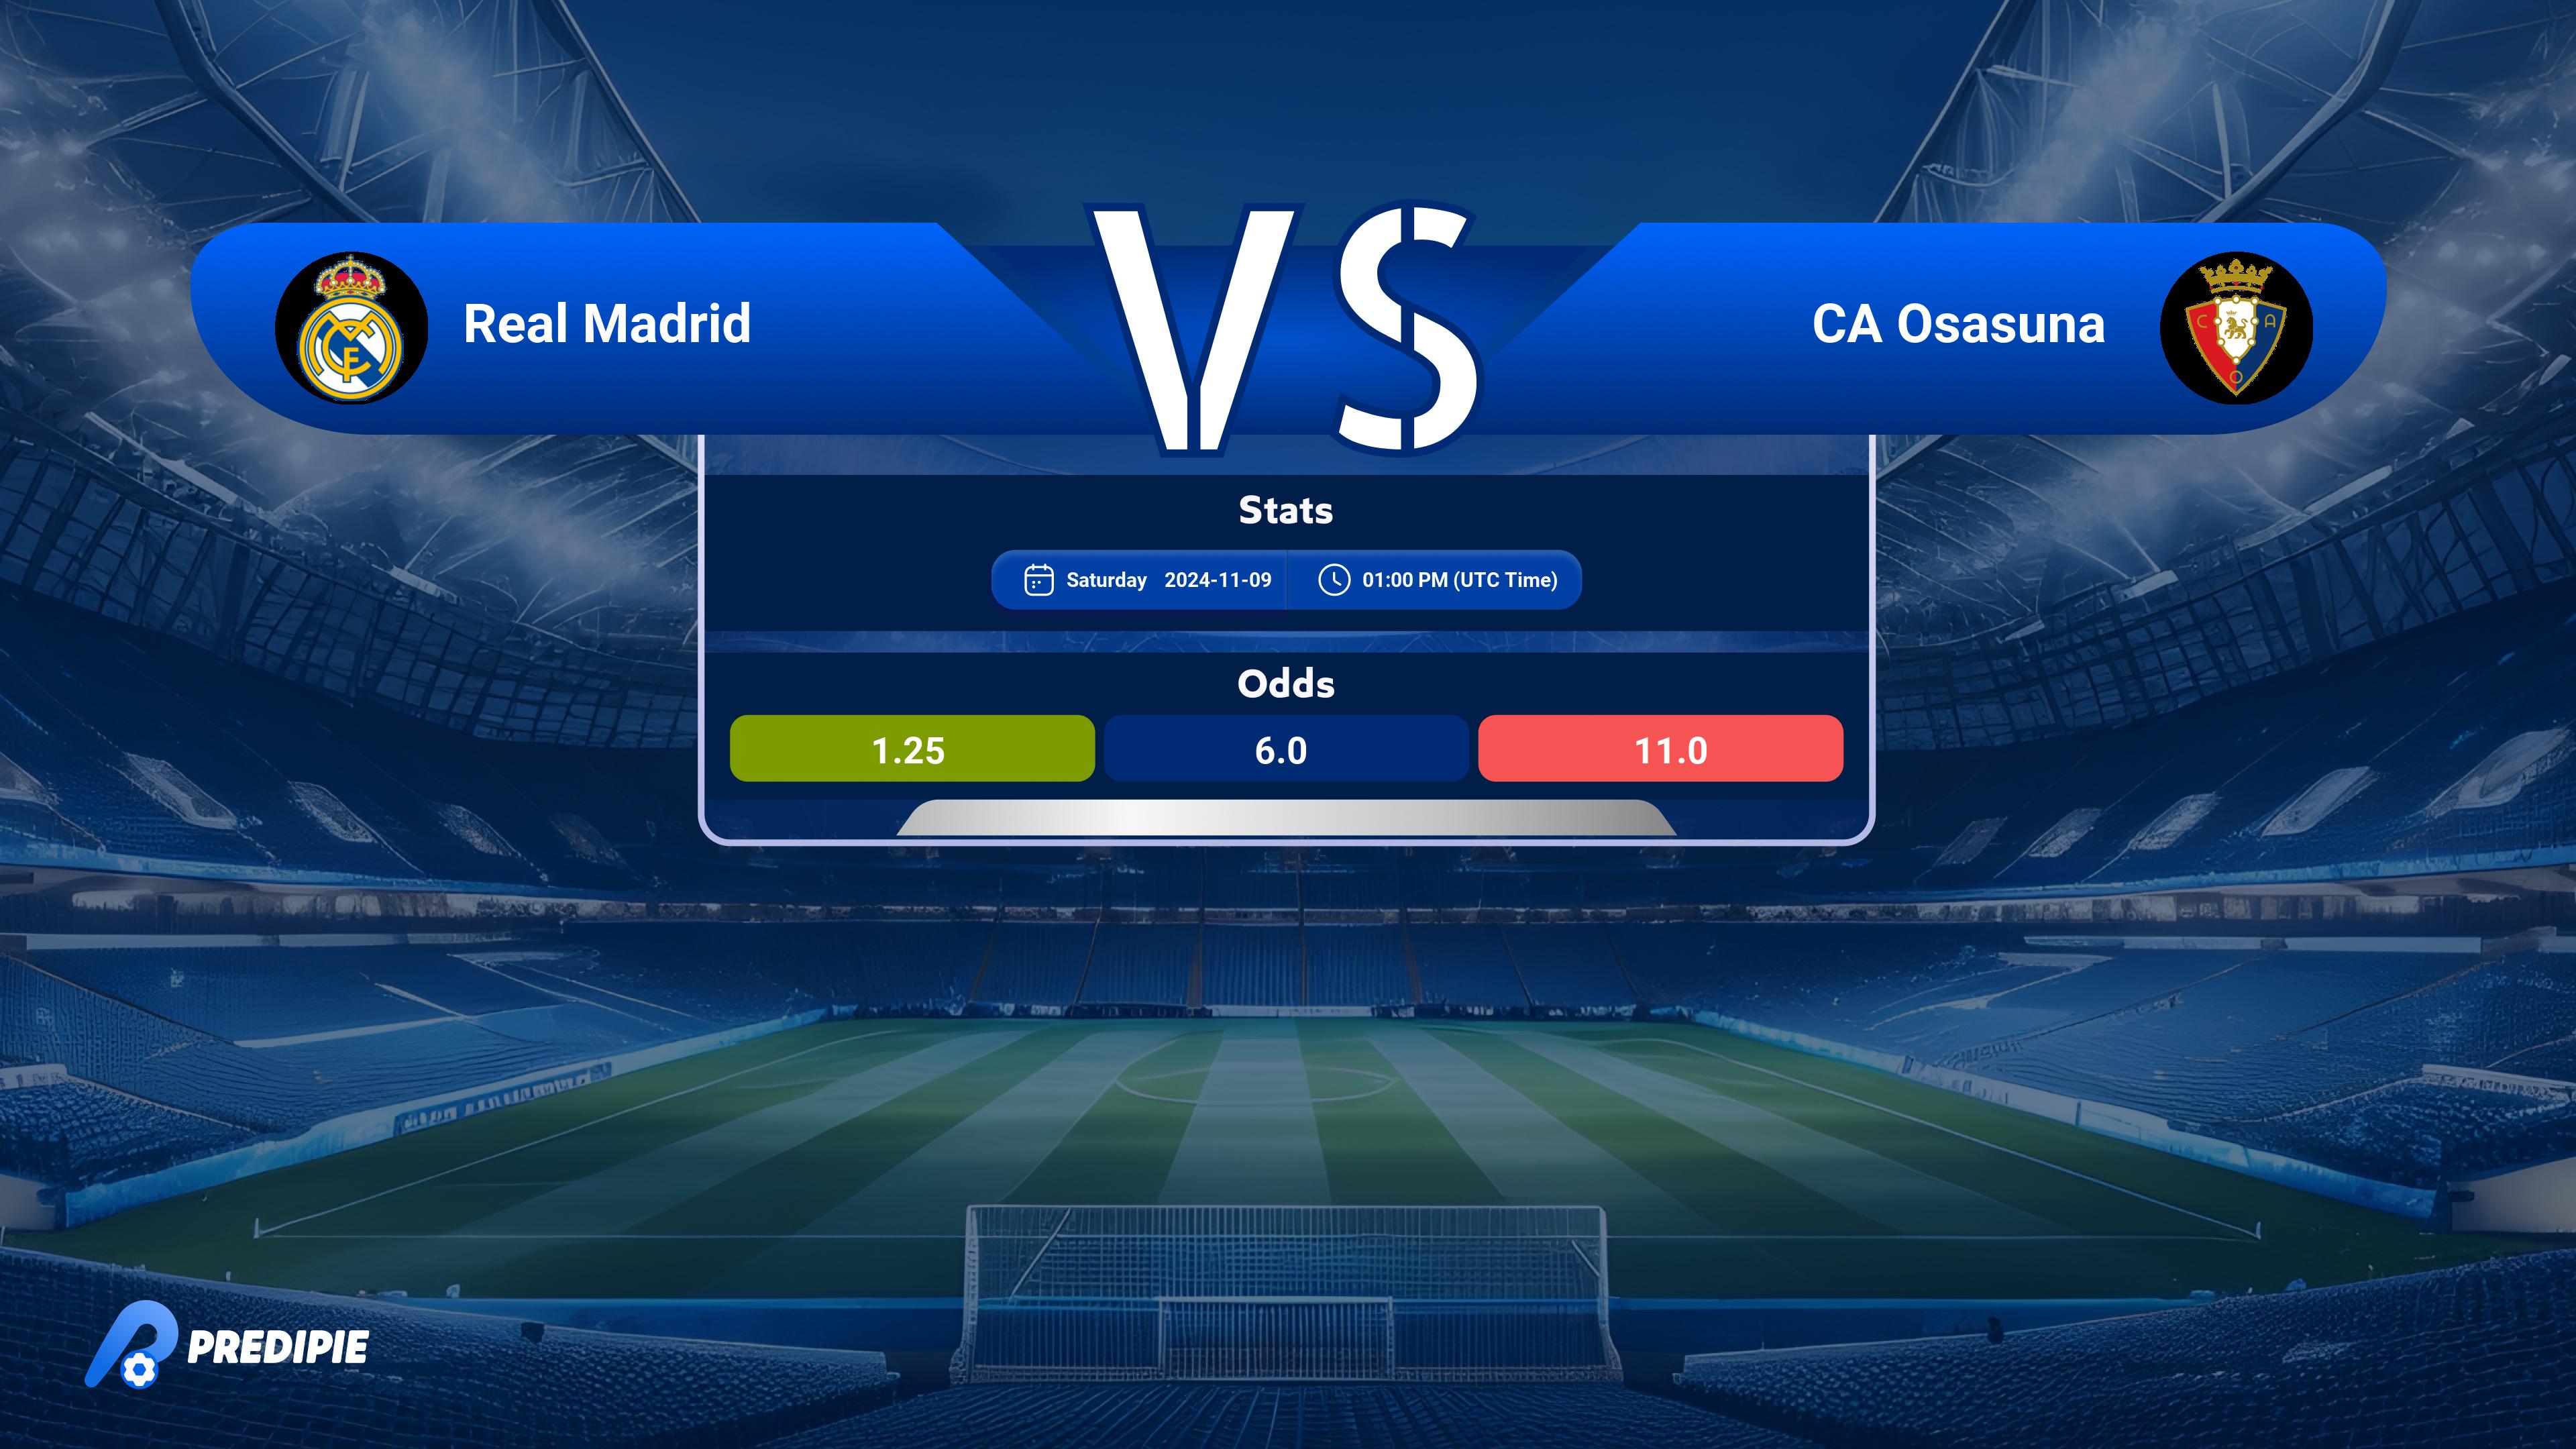 Real Madrid
VS
CA Osasuna
Stats
Saturday 2024-11-09 01:00 PM (UTC Time)
Odds
1.25 6.0 11.0
PREDIPIE